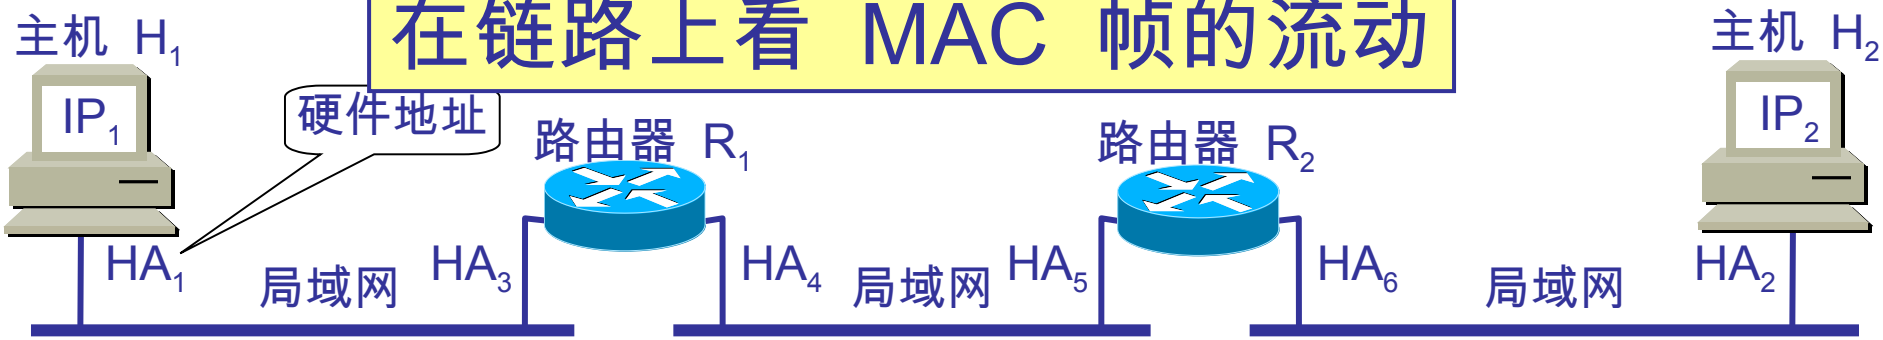 在链路上看 MAC 帧的流动
主机 H₁
主机 H₂
IP₁
硬件地址
路由器 R₁
路由器 R₂
IP₂
HA₁
局域网
HA₃
HA₄
局域网
HA₅
HA₆
局域网
HA₂